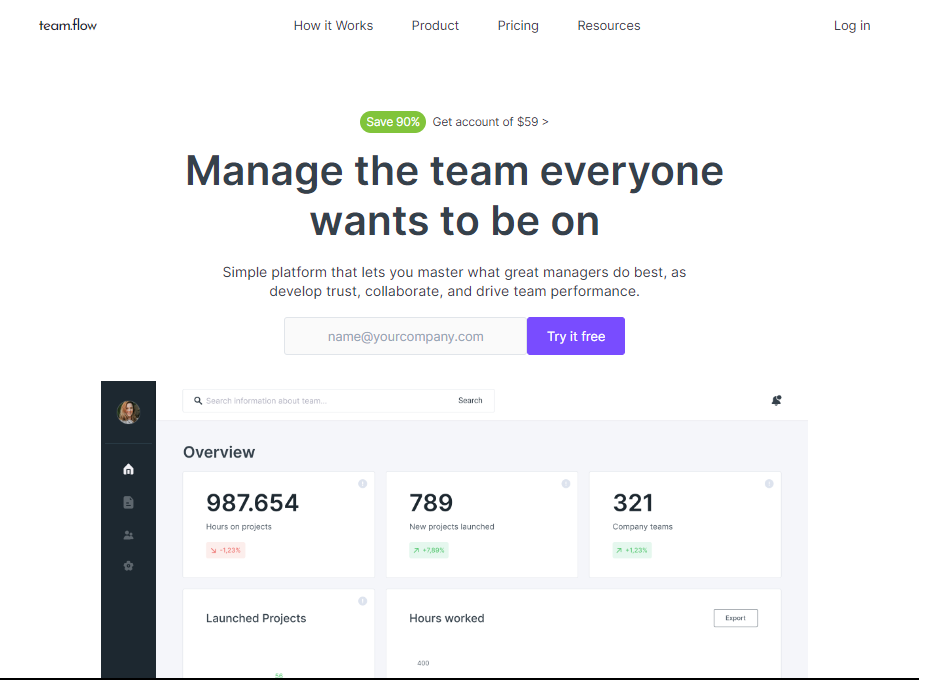 team.flow
How it Works
Product
Pricing
Resources
Log in
Save 90%
Get account of $59 >
Manage the team everyone
wants to be on
Simple platform that lets you master what great managers do best, as
develop trust, collaborate, and drive team performance.
name@yourcompany.com
Try it free
Search information about team...
Search
Overview
987.654
Hours on projects
-1,23%
789
New projects launched
+7,89%
321
Company teams
+1,23%
Launched Projects
56
Hours worked
Export
400